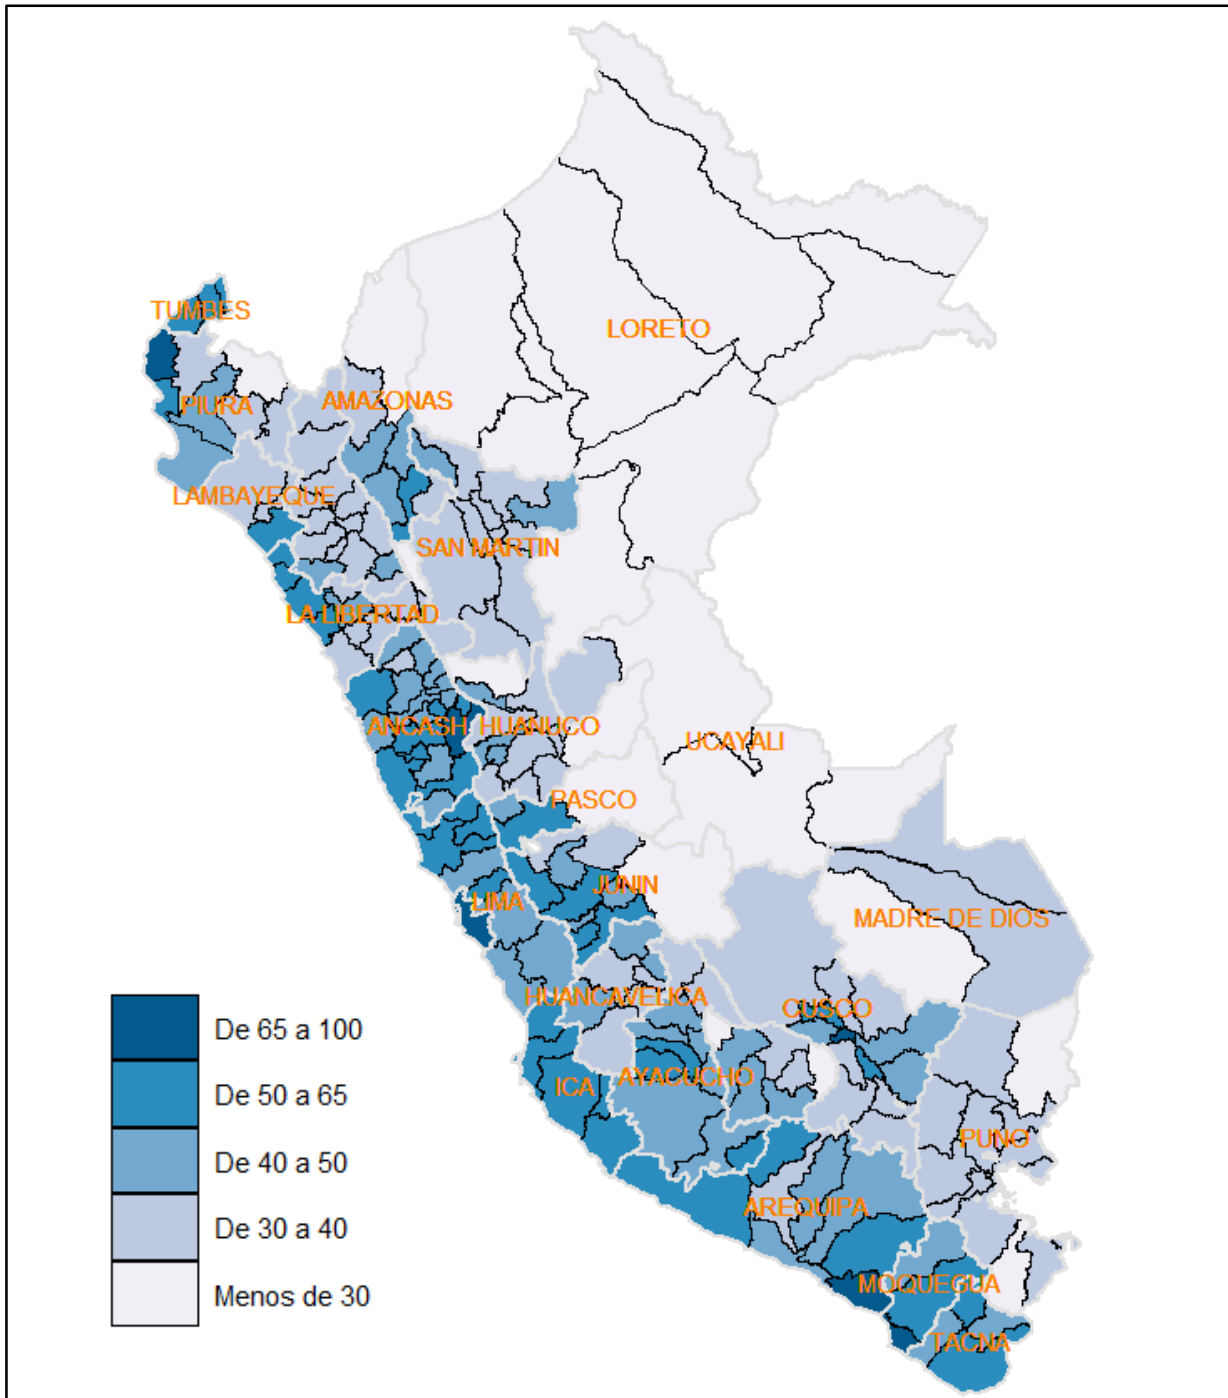 LORETO
TUMBES
AMAZONAS
PIURA
LAMBAYEQUE
SAN MARTIN
LA LIBERTAD
ANCASH
HUANUCO
UCAYALI
PASCO
JUNIN
LIMA
MADRE DE DIOS
HUANCAVELICA
CUSCO
ICA
AYACUCHO
PUNO
AREQUIPA
MOQUEGUA
TACNA
De 65 a 100
De 50 a 65
De 40 a 50
De 30 a 40
Menos de 30